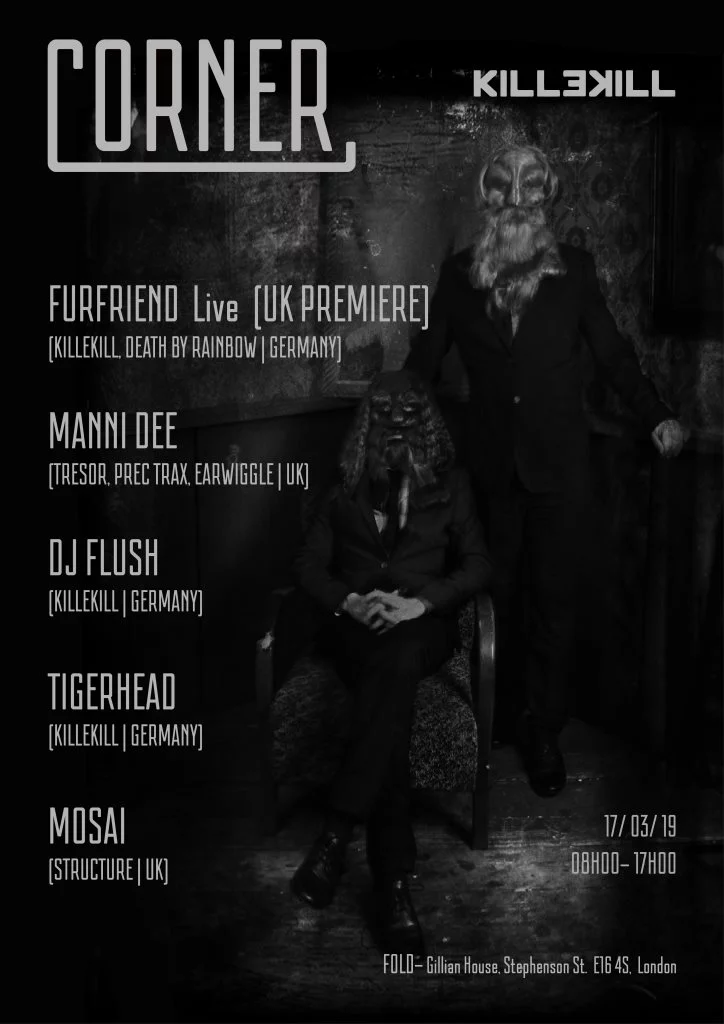 CORNER
KILLEKILL
FURFRIEND Live (UK PREMIERE)
(KILLEKILL, DEATH BY RAINBOW | GERMANY)
MANNI DEE
(TRESOR, PREC TRAX, EARWIGGLE | UK)
DJ FLUSH
(KILLEKILL | GERMANY)
TIGERHEAD
(KILLEKILL | GERMANY)
MOSAI
(STRUCTURE | UK)
17/ 03/ 19
08H00– 17H00
FOLD– Gillian House, Stephenson St. E16 4S, London